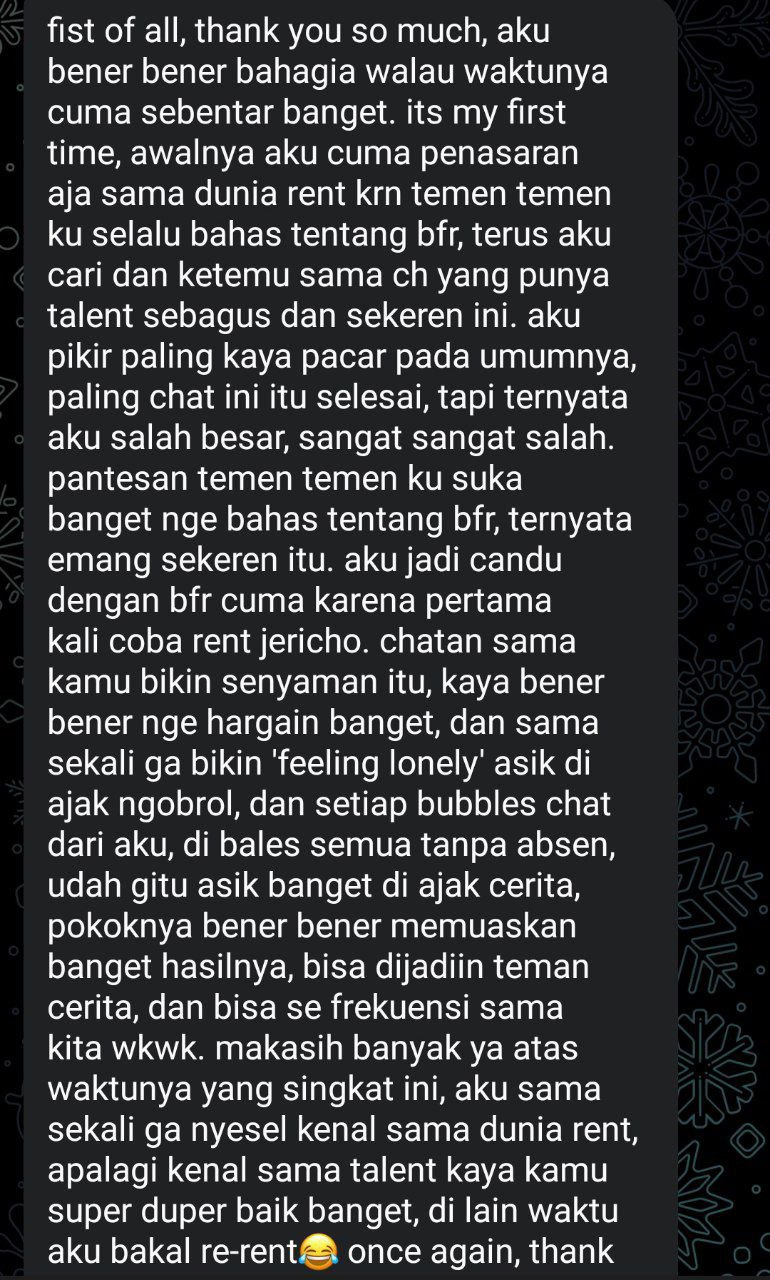 fist of all, thank you so much, aku
bener bener bahagia walau waktunya
cuma sebentar banget. its my first
time, awalnya aku cuma penasaran
aja sama dunia rent krn temen temen
ku selalu bahas tentang bfr, terus aku
cari dan ketemu sama ch yang punya
talent sebagus dan sekeren ini. aku
pikir paling kaya pacar pada umumnya,
paling chat ini itu selesai, tapi ternyata
aku salah besar, sangat sangat salah.
pantesan temen temen ku suka
banget nge bahas tentang bfr, ternyata
emang sekeren itu. aku jadi candu
dengan bfr cuma karena pertama
kali coba rent jericho. chatan sama
kamu bikin senyaman itu, kaya bener
bener nge hargain banget, dan sama
sekali ga bikin 'feeling lonely' asik di
ajak ngobrol, dan setiap bubbles chat
dari aku, di bales semua tanpa absen,
udah gitu asik banget di ajak cerita,
pokoknya bener bener memuaskan
banget hasilnya, bisa dijadiin teman
cerita, dan bisa se frekuensi sama
kita wkwk. makasih banyak ya atas
waktunya yang singkat ini, aku sama
sekali ga nyesel kenal sama dunia rent,
apalagi kenal sama talent kaya kamu
super duper baik banget, di lain waktu
aku bakal re-rent😂 once again, thank